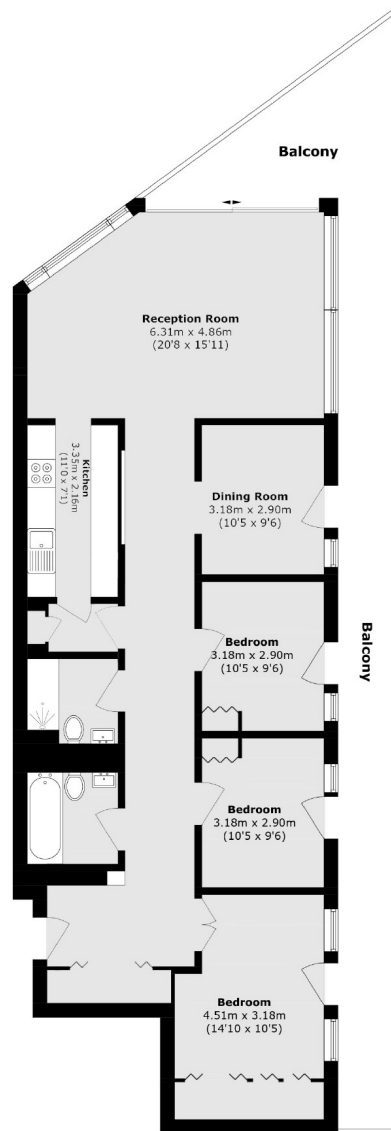 Balcony
Reception Room
6.31m x 4.86m
(20'8 x 15'11)
Kitchen
3.35m x 2.16m
(11'0 x 7'1)
Dining Room
3.18m x 2.90m
(10'5 x 9'6)
Bedroom
3.18m x 2.90m
(10'5 x 9'6)
Balcony
Bedroom
3.18m x 2.90m
(10'5 x 9'6)
Bedroom
4.51m x 3.18m
(14'10 x 10'5)